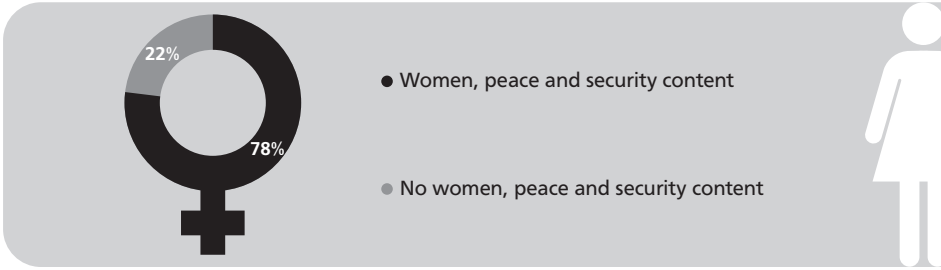 22%
Women, peace and security content
78%
No women, peace and security content